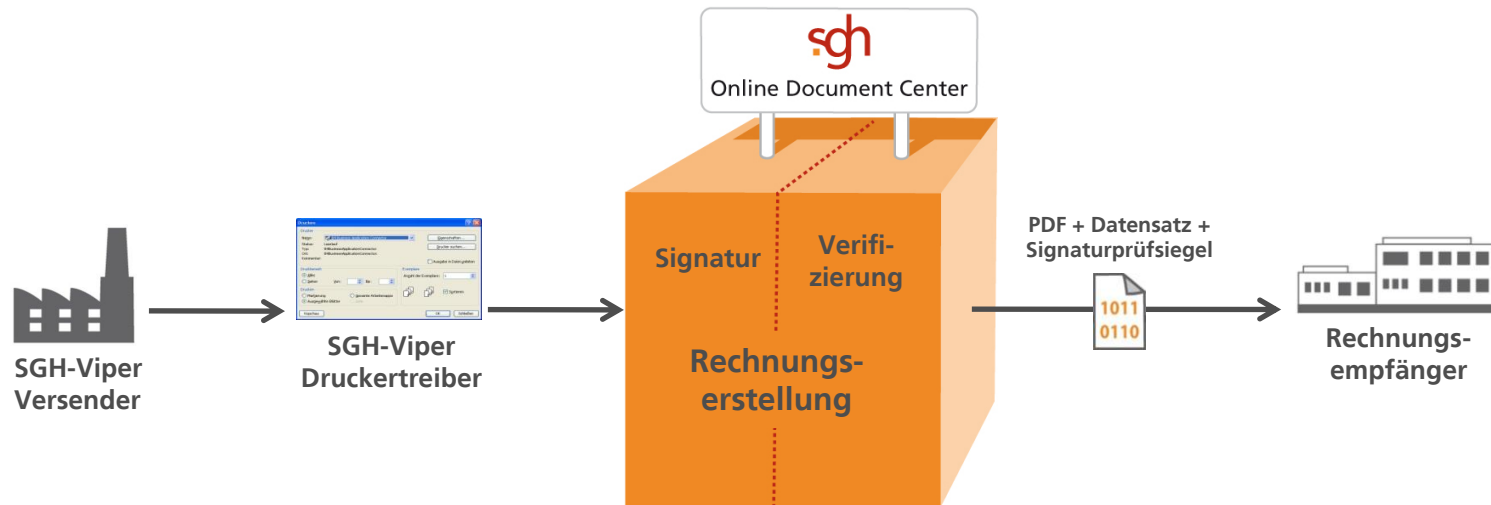 sgh
Online Document Center
SGH-Viper
Versender
Drucken
SGH-Viper
Druckertreiber
Signatur
Verifi-
zierung
Rechnungs-
erstellung
PDF + Datensatz +
Signaturprüfsiegel
1011
0110
Rechnungs-
empfänger